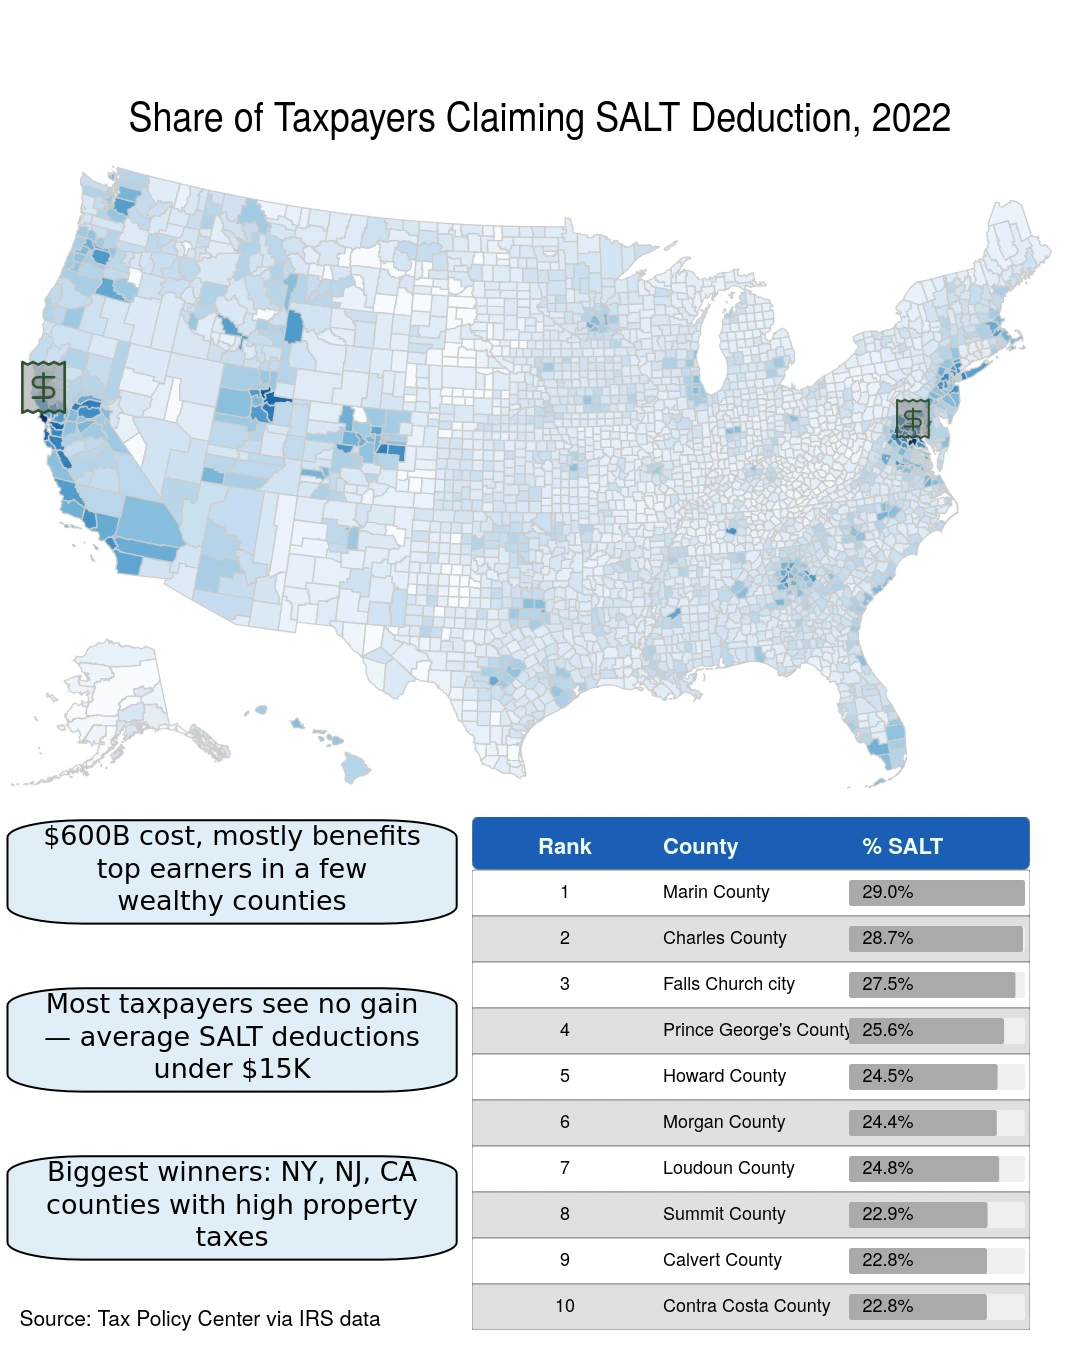 Share of Taxpayers Claiming SALT Deduction, 2022
$
$
$600B cost, mostly benefits
top earners in a few
wealthy counties
Most taxpayers see no gain
— average SALT deductions
under $15K
Biggest winners: NY, NJ, CA
counties with high property
taxes
Source: Tax Policy Center via IRS data
Rank County % SALT
1 Marin County 29.0%
2 Charles County 28.7%
3 Falls Church city 27.5%
4 Prince George's County 25.6%
5 Howard County 24.5%
6 Morgan County 24.4%
7 Loudoun County 24.8%
8 Summit County 22.9%
9 Calvert County 22.8%
10 Contra Costa County 22.8%